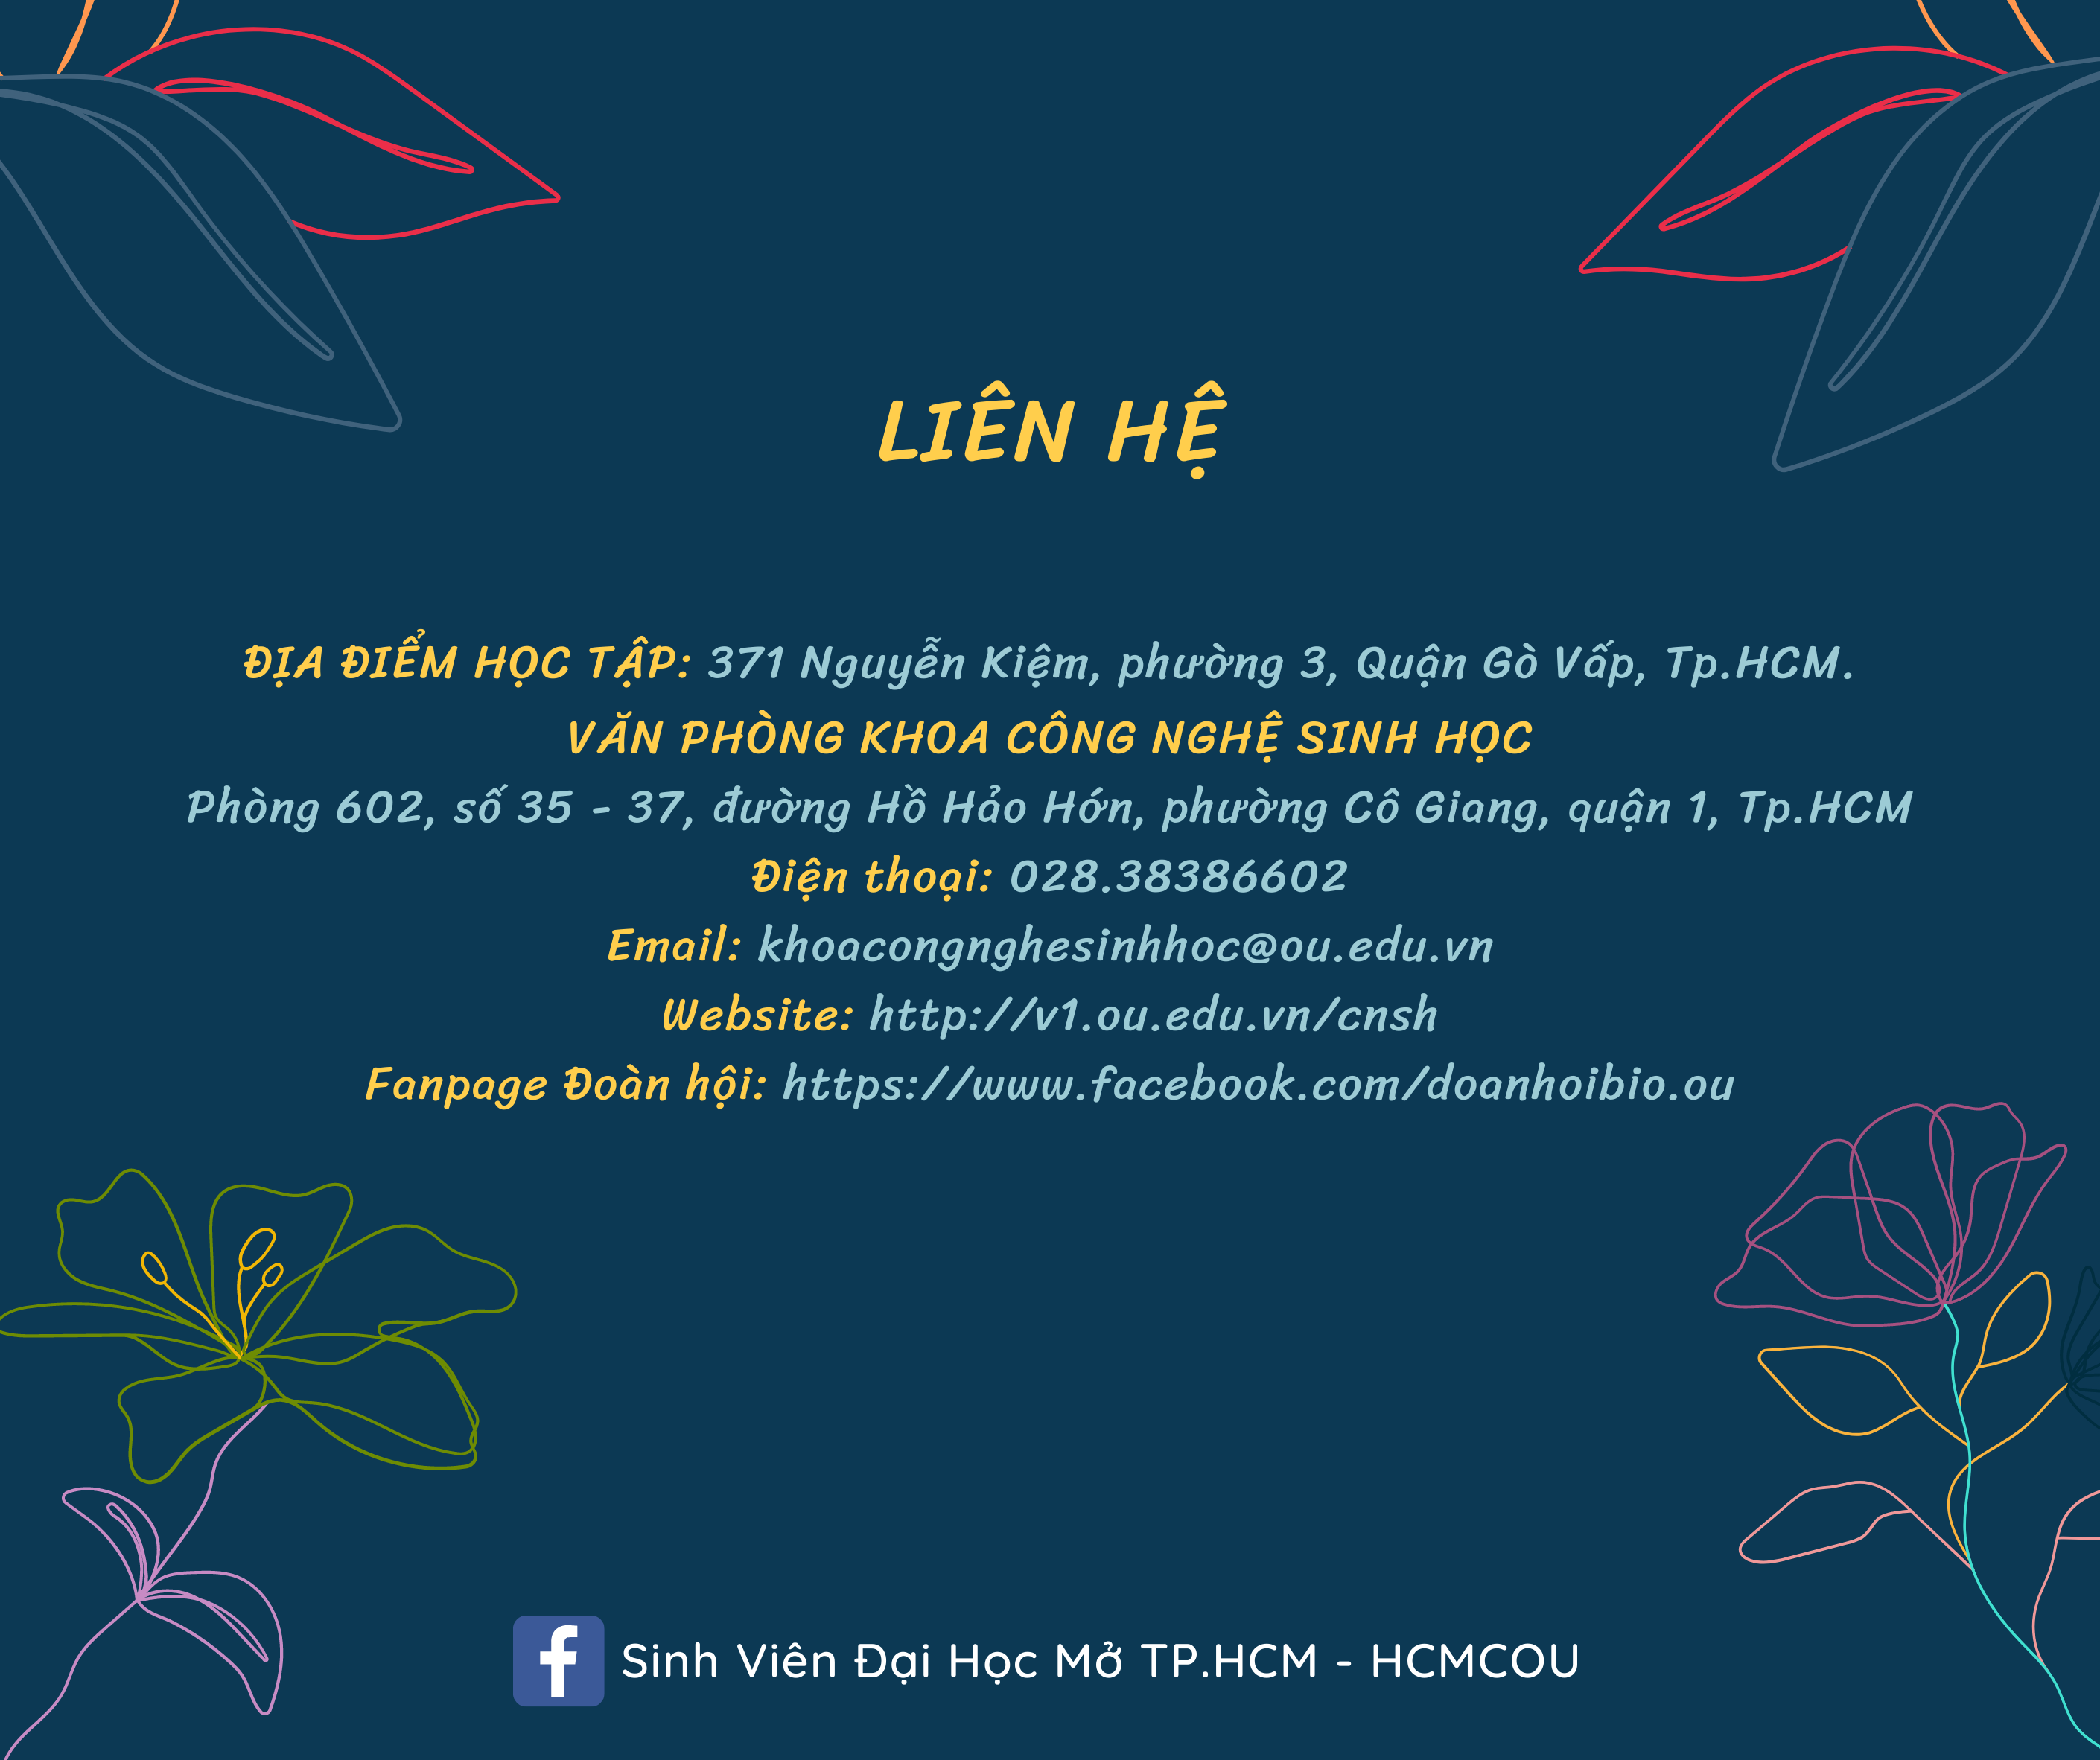 LIÊN HỆ
ĐỊA ĐIỂM HỌC TẬP: 371 Nguyễn Kiệm, phường 3, Quận Gò Vấp, Tp.HCM.
VĂN PHÒNG KHOA CÔNG NGHỆ SINH HỌC
Phòng 602, số 35 - 37, đường Hồ Hảo Hớn, phường Cô Giang, quận 1, Tp.HCM
Điện thoại: 028.38386602
Email: khoacongnghesinhhoc@ou.edu.vn
Website: http://v1.ou.edu.vn/cnsh
Fanpage Đoàn hội: https://www.facebook.com/doanhoibio.ou
Sinh Viên Đại Học Mở TP.HCM - HCMCOU